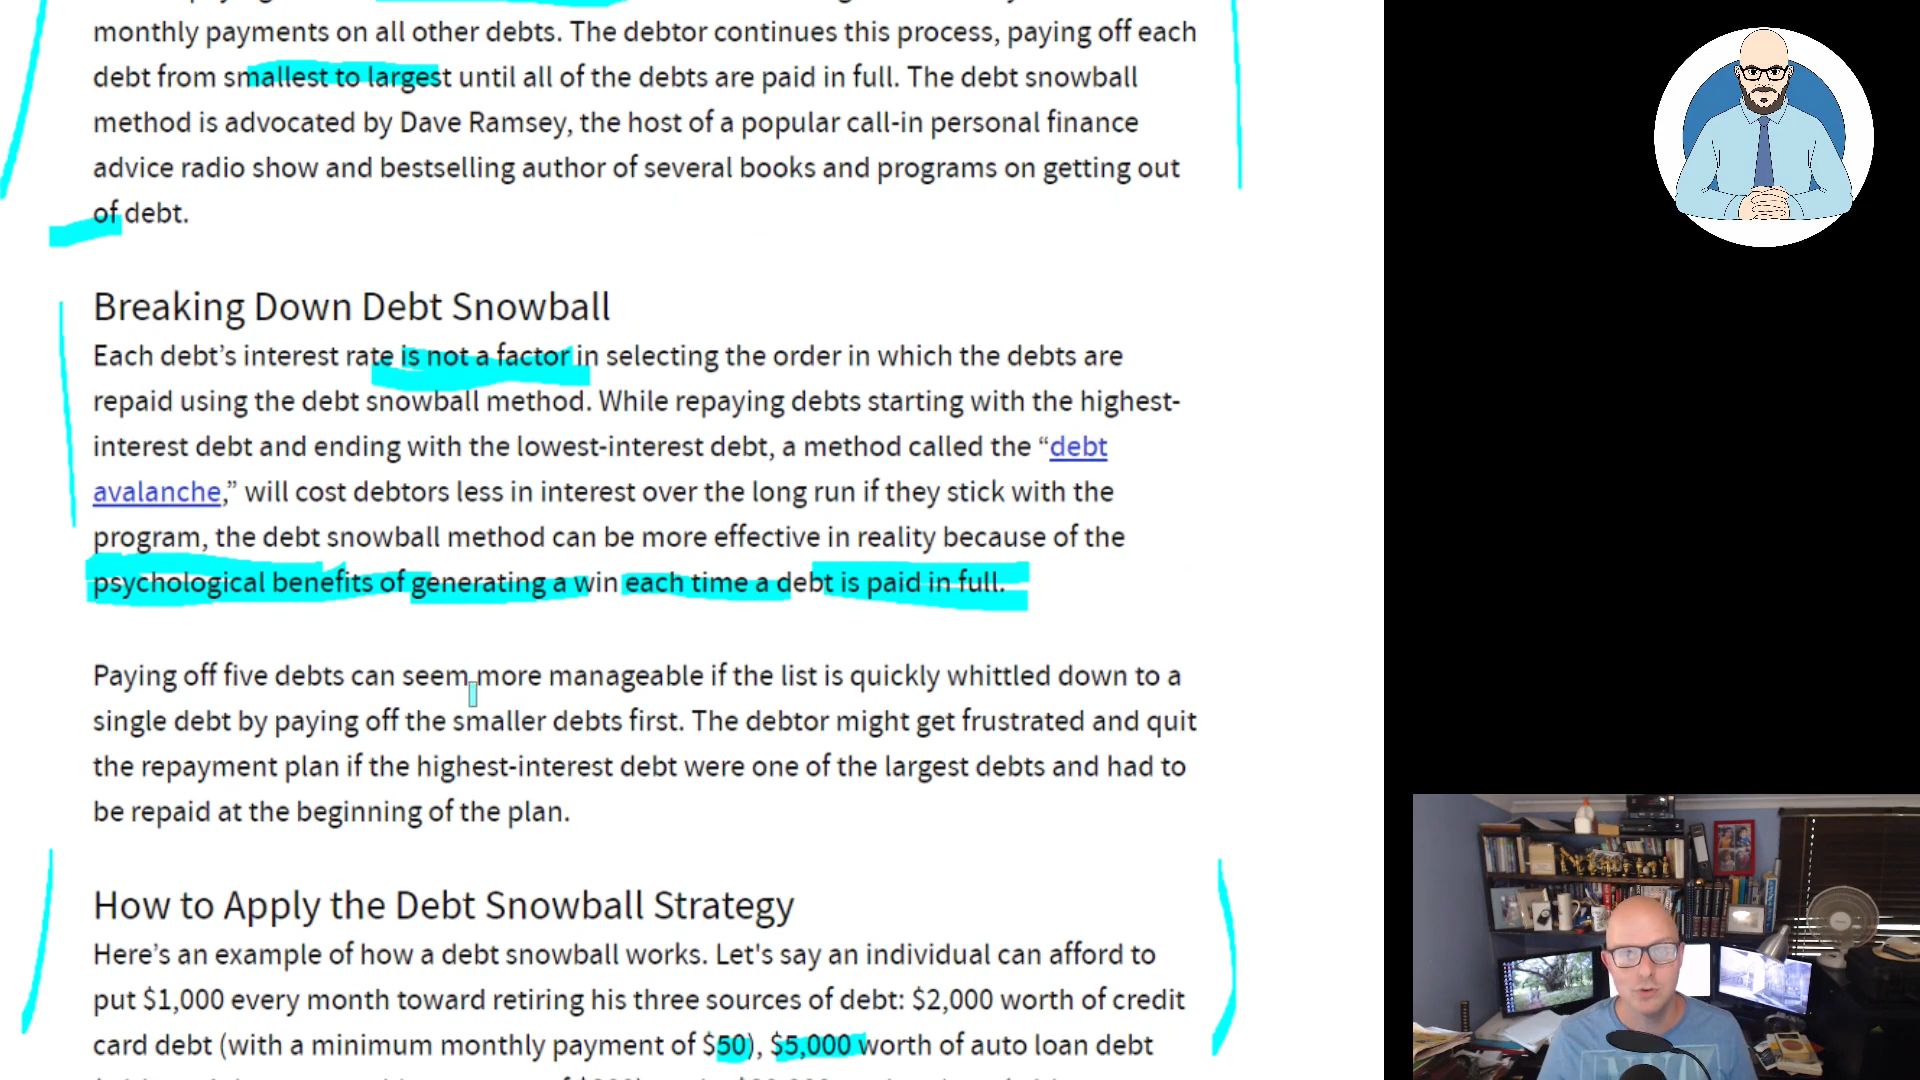 monthly payments on all other debts. The debtor continues this process, paying off each
debt from smallest to largest until all of the debts are paid in full. The debt snowball
method is advocated by Dave Ramsey, the host of a popular call-in personal finance
advice radio show and bestselling author of several books and programs on getting out
of debt.
Breaking Down Debt Snowball
Each debt’s interest rate is not a factor in selecting the order in which the debts are
repaid using the debt snowball method. While repaying debts starting with the highest-
interest debt and ending with the lowest-interest debt, a method called the “debt
avalanche,” will cost debtors less in interest over the long run if they stick with the
program, the debt snowball method can be more effective in reality because of the
psychological benefits of generating a win each time a debt is paid in full.
Paying off five debts can seem more manageable if the list is quickly whittled down to a
single debt by paying off the smaller debts first. The debtor might get frustrated and quit
the repayment plan if the highest-interest debt were one of the largest debts and had to
be repaid at the beginning of the plan.
How to Apply the Debt Snowball Strategy
Here’s an example of how a debt snowball works. Let's say an individual can afford to
put $1,000 every month toward retiring his three sources of debt: $2,000 worth of credit
card debt (with a minimum monthly payment of $50), $5,000 worth of auto loan debt